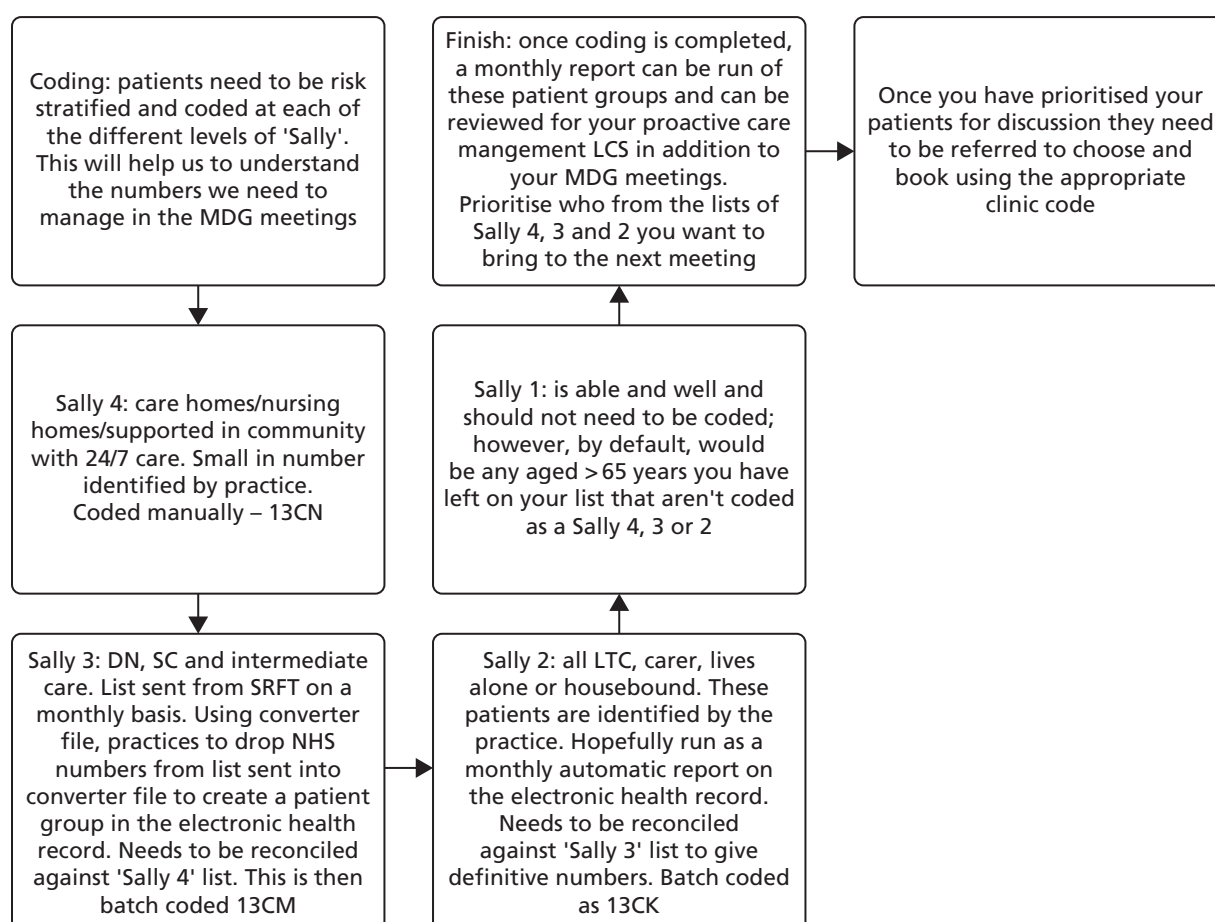 Coding: patients need to be risk
stratified and coded at each of
the different levels of 'Sally'.
This will help us to understand
the numbers we need to
manage in the MDG meetings
Sally 4: care homes/nursing
homes/supported in community
with 24/7 care. Small in number
identified by practice.
Coded manually – 13CN
Sally 3: DN, SC and intermediate
care. List sent from SRFT on a
monthly basis. Using converter
file, practices to drop NHS
numbers from list sent into
converter file to create a patient
group in the electronic health
record. Needs to be reconciled
against 'Sally 4' list. This is then
batch coded 13CM
Sally 2: all LTC, carer, lives
alone or housebound. These
patients are identified by the
practice. Hopefully run as a
monthly automatic report on
the electronic health record.
Needs to be reconciled
against 'Sally 3' list to give
definitive numbers. Batch coded
as 13CK
Sally 1: is able and well and
should not need to be coded;
however, by default, would
be any aged >65 years you have
left on your list that aren't coded
as a Sally 4, 3 or 2
Finish: once coding is completed,
a monthly report can be run of
these patient groups and can be
reviewed for your proactive care
mangement LCS in addition to
your MDG meetings.
Prioritise who from the lists of
Sally 4, 3 and 2 you want to
bring to the next meeting
Once you have prioritised your
patients for discussion they need
to be referred to choose and
book using the appropriate
clinic code